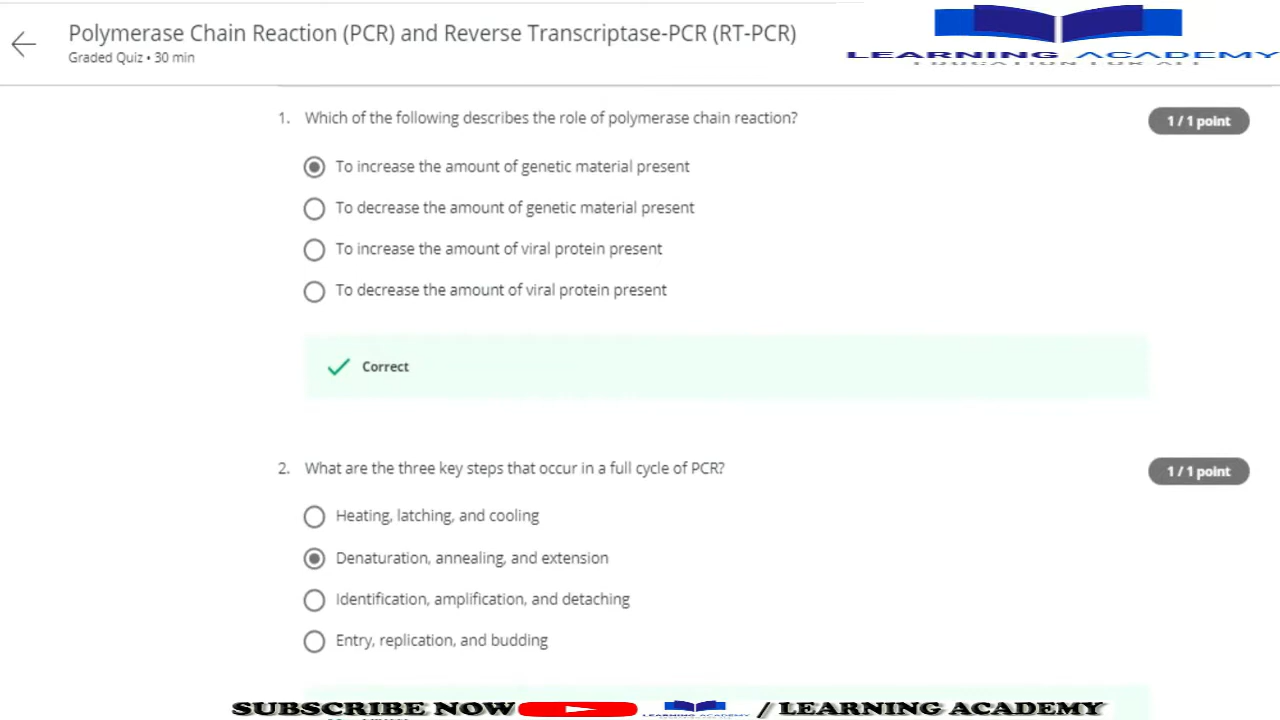 Polymerase Chain Reaction (PCR) and Reverse Transcriptase-PCR (RT-PCR)
Graded Quiz • 30 min
LEARNING ACADEMY
EDUCATION FOR ALL
1. Which of the following describes the role of polymerase chain reaction?
1 / 1 point
To increase the amount of genetic material present
To decrease the amount of genetic material present
To increase the amount of viral protein present
To decrease the amount of viral protein present
Correct
2. What are the three key steps that occur in a full cycle of PCR?
1 / 1 point
Heating, latching, and cooling
Denaturation, annealing, and extension
Identification, amplification, and detaching
Entry, replication, and budding
SUBSCRIBE NOW LEARNING ACADEMY / LEARNING ACADEMY